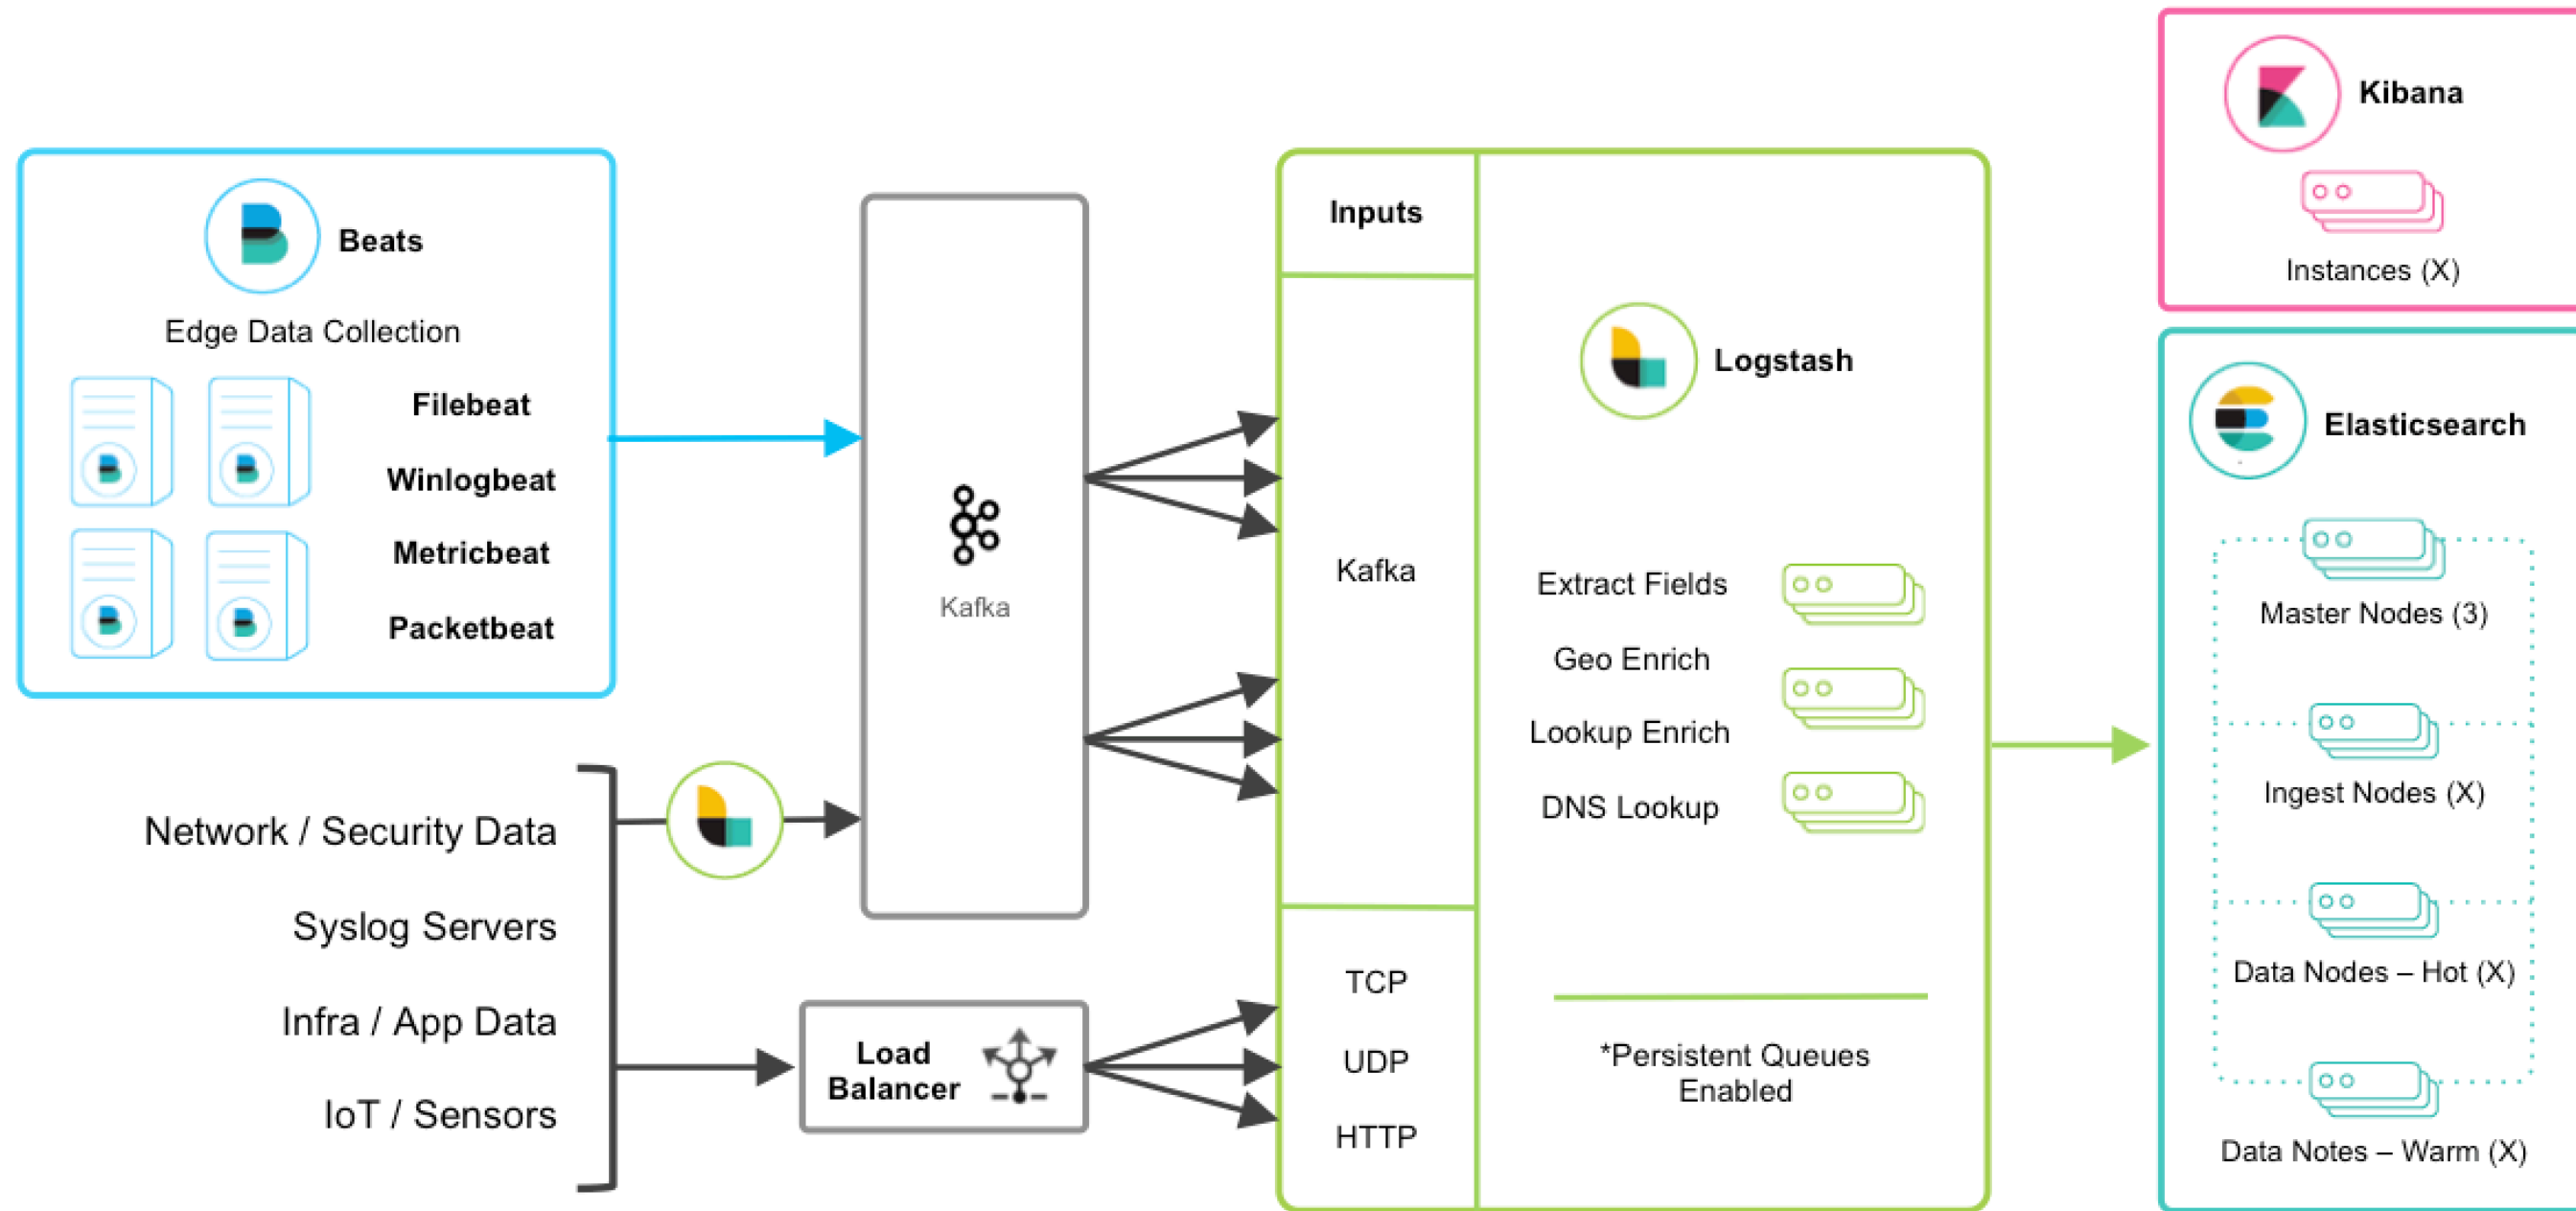 Beats
Edge Data Collection
Filebeat
Winlogbeat
Metricbeat
Packetbeat
Network / Security Data
Syslog Servers
Infra / App Data
IoT / Sensors
Kafka
Load
Balancer
Inputs
Kafka
TCP
UDP
HTTP
Logstash
Extract Fields
Geo Enrich
Lookup Enrich
DNS Lookup
*Persistent Queues
Enabled
Kibana
Instances (X)
Elasticsearch
Master Nodes (3)
Ingest Nodes (X)
Data Nodes – Hot (X)
Data Notes – Warm (X)